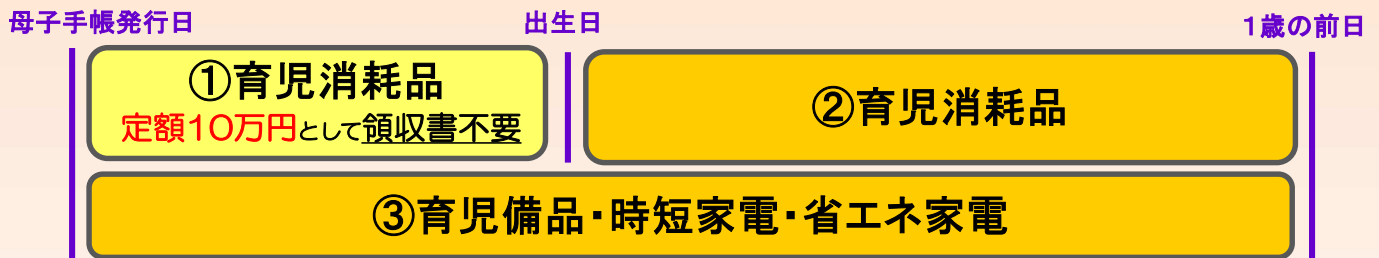 母子手帳発行日
出生日
1歳の前日
①育児消耗品
定額10万円として領収書不要
②育児消耗品
③育児備品・時短家電・省エネ家電